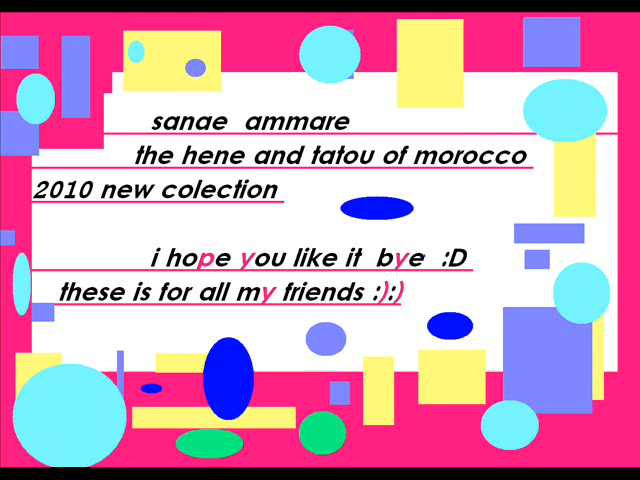 sanae ammare
the hene and tatou of morocco
2010 new colection
i hope you like it bye :D
these is for all my friends :):)